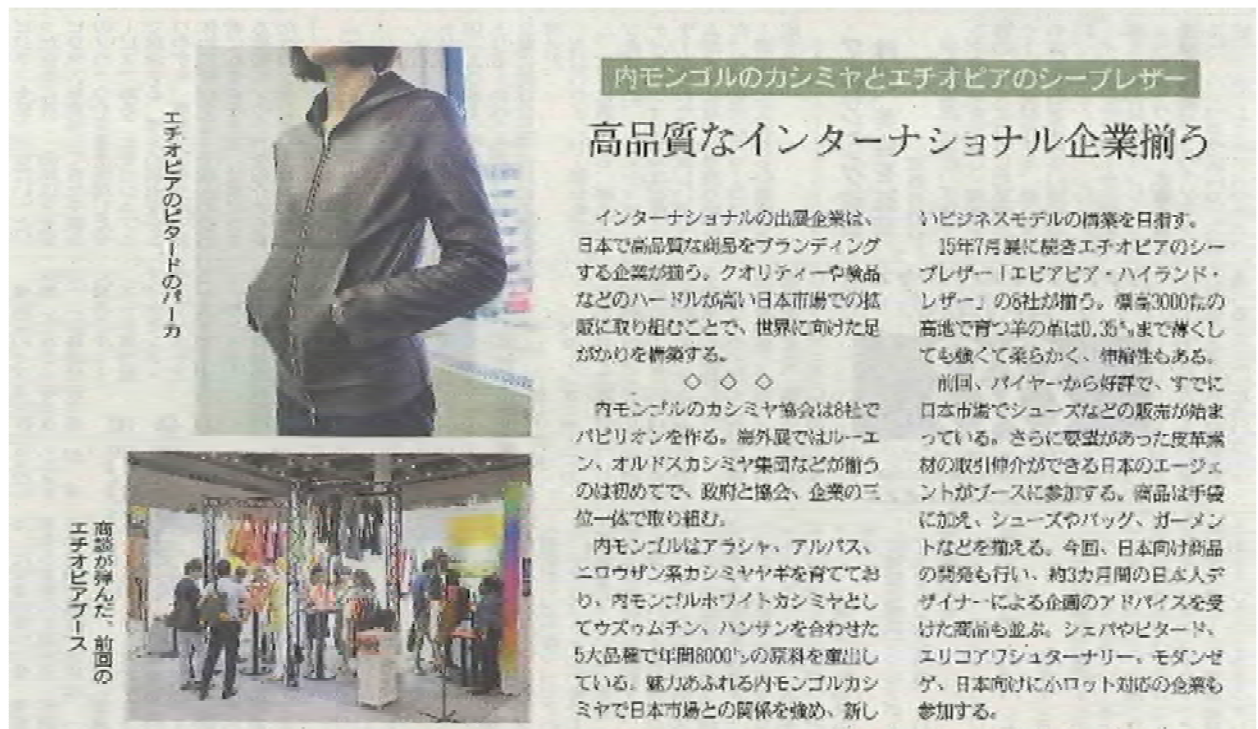 内モンゴルのカシミヤとエチオピアのシープレザー
高品質なインターナショナル企業揃う
エチオピアのピタードのパーカ
商談が弾んだ、前回の
エチオピアブース
インターナショナルの出展企業は、
日本で高品質な商品をブランディング
する企業が揃う。クオリティーや検品
などのハードルが高い日本市場での拡
販に取り組むことで、世界に向けた足
がかりを構築する。
◇ ◇ ◇
内モンゴルのカシミヤ協会は8社で
パビリオンを作る。海外展ではルーエ
ン、オルドスカシミヤ集団などが揃う
のは初めてで、政府と協会、企業の三
位一体で取り組む。
内モンゴルはアラシャ、アルバス、
ニロウザン系カシミヤヤギを育ててお
り、内モンゴルホワイトカシミヤとし
てウズゥムチン、ハンサンを合わせた
5大品種で年間8000㌧の原料を産出し
ている。魅力あふれる内モンゴルカシ
ミヤで日本市場との関係を強め、新し
いビジネスモデルの構築を目指す。
15年7月展に続きエチオピアのシー
プレザー「エピアピア・ハイランド・
レザー」の8社が揃う。標高3000㍍の
高地で育つ羊の革は0.35㍉まで薄くし
ても強くて柔らかく、伸縮性もある。
前回、バイヤーから好評で、すでに
日本市場でシューズなどの販売が始ま
っている。さらに要望があった皮革素
材の取引仲介ができる日本のエージェ
ントがブースに参加する。商品は手袋
に加え、シューズやバッグ、ガーメン
トなどを揃える。今回、日本向け商品
の開発も行い、約3カ月間の日本人デ
ザイナーによる企画のアドバイスを受
けた商品も並ぶ。シェバやピタード、
エリコアワシュターナリー、モダンゼ
ゲ、日本向けに小ロット対応の企業も
参加する。